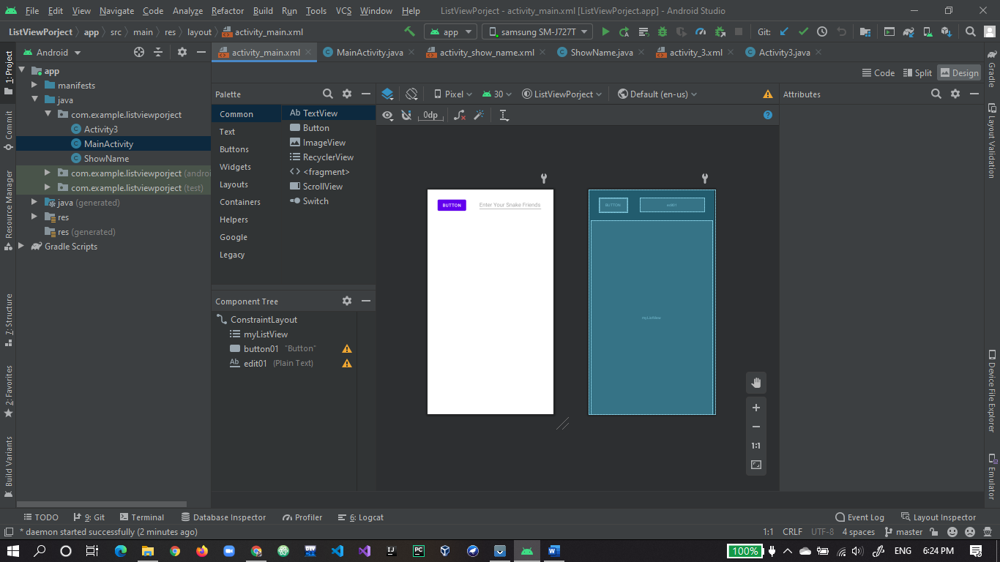 File Edit View Navigate Code Analyze Refactor Build Run Tools VCS Window Help ListViewPorject - activity_main.xml [ListViewPorject.app] - Android Studio
ListViewPorject app src main res layout activity_main.xml app samsung SM-J727T Git:
1: Project
Commit
Resource Manager
7: Structure
2: Favorites
Build Variants
Android
app
manifests
java
com.example.listviewporject
Activity3
MainActivity
ShowName
com.example.listviewporject (androi
com.example.listviewporject (test)
java (generated)
res
res (generated)
Gradle Scripts
activity_main.xml MainActivity.java activity_show_name.xml ShowName.java activity_3.xml Activity3.java
Code Split Design
Palette
Common
Text
Buttons
Widgets
Layouts
Containers
Helpers
Google
Legacy
Ab TextView
Button
ImageView
RecyclerView
<fragment>
ScrollView
Switch
Component Tree
ConstraintLayout
myListView
button01 "Button"
Ab edit01 (Plain Text)
Pixel 30 ListViewPorject Default (en-us)
0dp
BUTTON Enter Your Snake Friends
BUTTON
myListView
1:1
Attributes
Gradle
Layout Validation
Device File Explorer
Emulator
TODO 9: Git Terminal Database Inspector Profiler 6: Logcat Event Log Layout Inspector
* daemon started successfully (2 minutes ago) 1:1 CRLF UTF-8 4 spaces master
DEV IJ PC W 100% ENG 6:24 PM